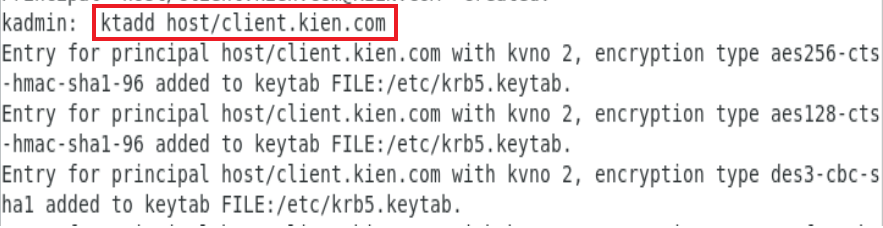 kadmin: ktadd host/client.kien.com
Entry for principal host/client.kien.com with kvno 2, encryption type aes256-cts
-hmac-sha1-96 added to keytab FILE:/etc/krb5.keytab.
Entry for principal host/client.kien.com with kvno 2, encryption type aes128-cts
-hmac-sha1-96 added to keytab FILE:/etc/krb5.keytab.
Entry for principal host/client.kien.com with kvno 2, encryption type des3-cbc-s
ha1 added to keytab FILE:/etc/krb5.keytab.